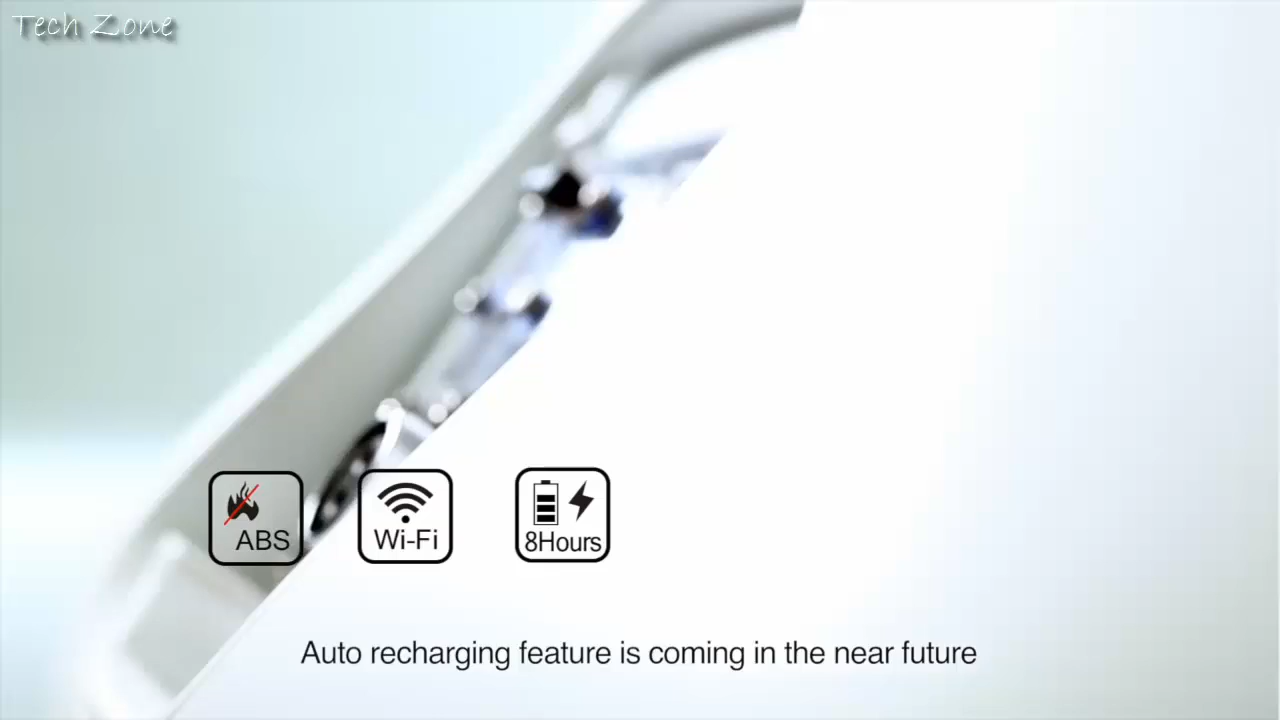 Tech Zone
ABS
Wi-Fi
8Hours
Auto recharging feature is coming in the near future